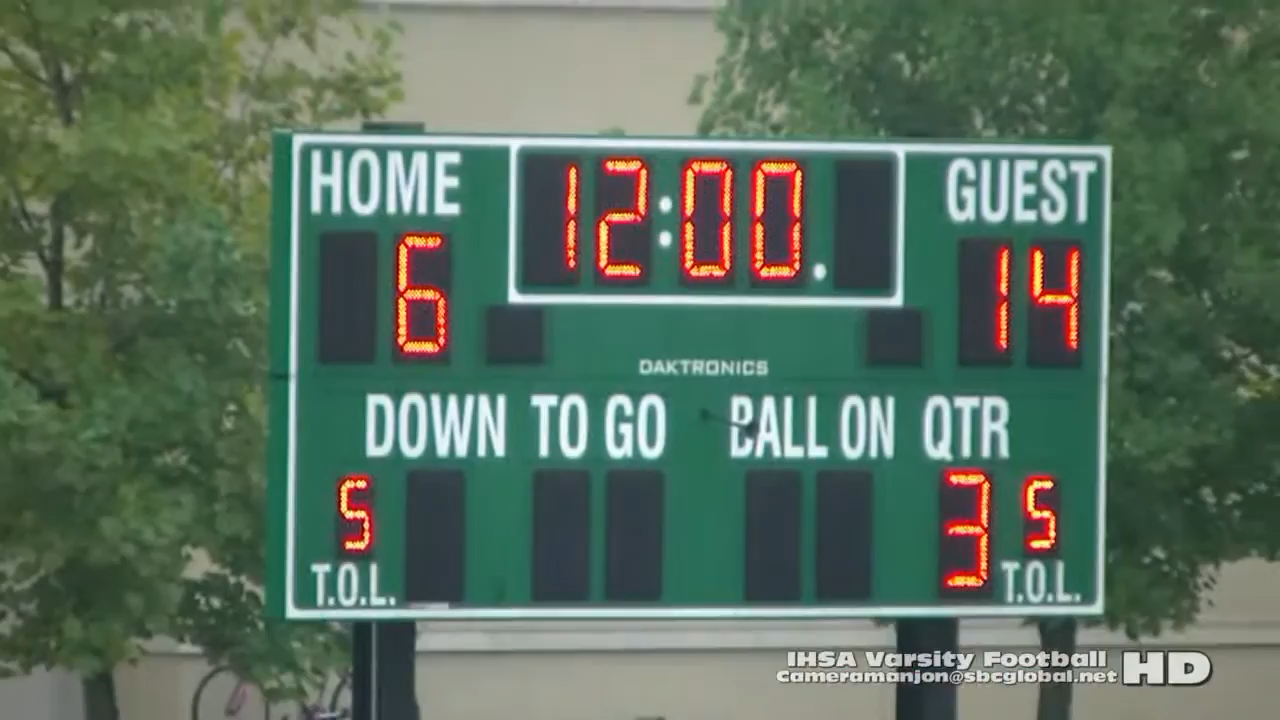 HOME 12:00. GUEST
6 14
DAKTRONICS
DOWN TO GO BALL ON QTR
5 3 5
T.O.L. T.O.L.
IHSA Varsity Football HD
Cameramanjon@sbcglobal.net